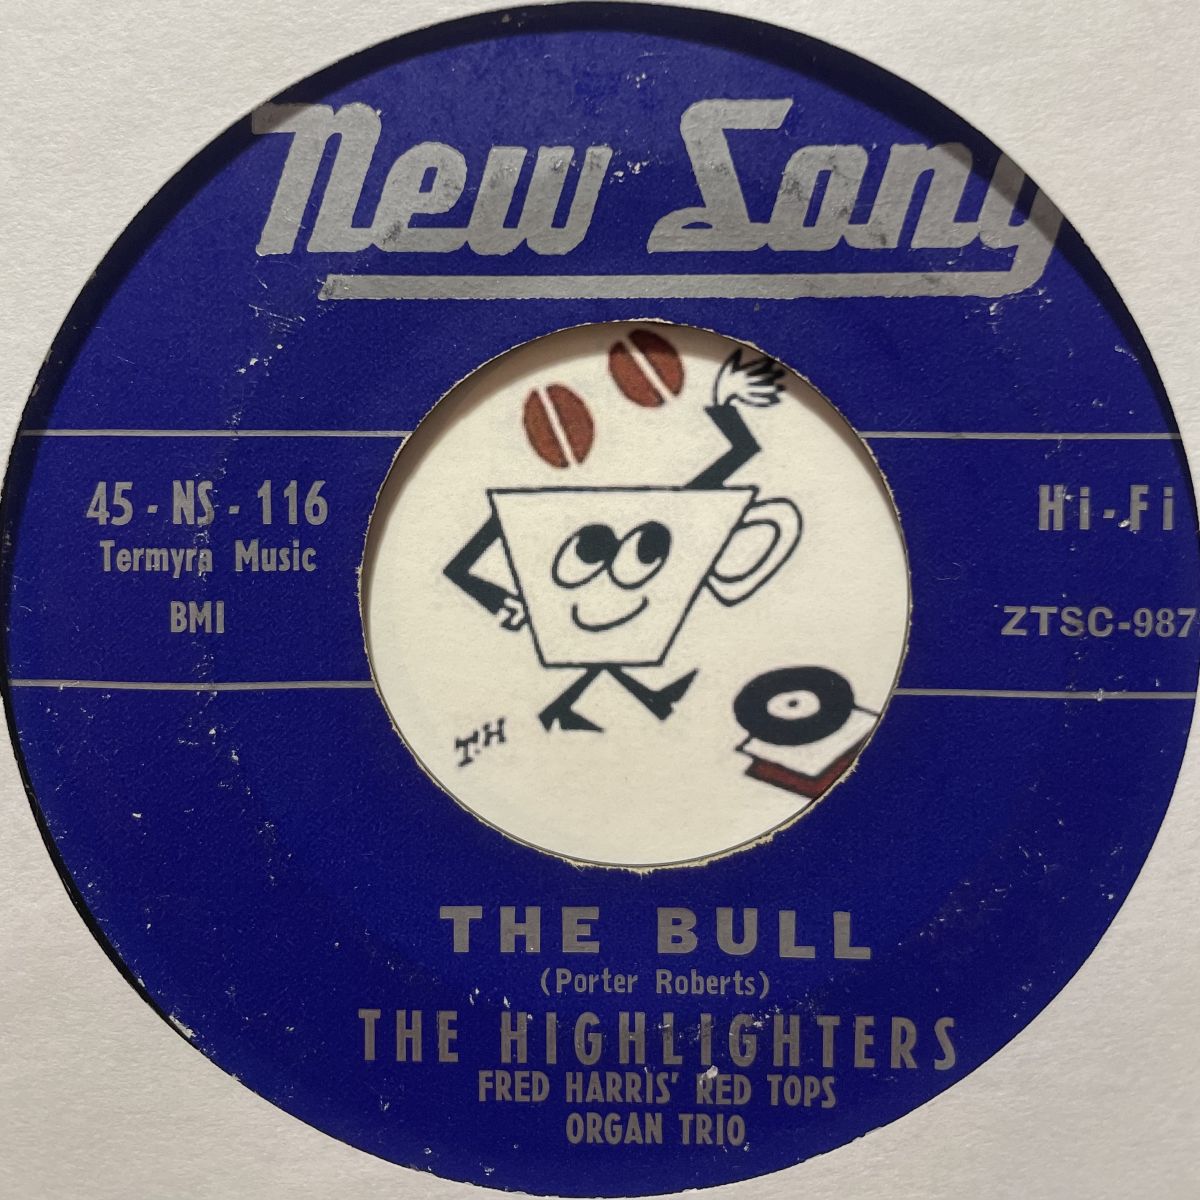 New Song
45 - NS - 116
Termyra Music
BMI
Hi-Fi
ZTSC-987
T.H
THE BULL
(Porter Roberts)
THE HIGHLIGHTERS
FRED HARRIS' RED TOPS
ORGAN TRIO